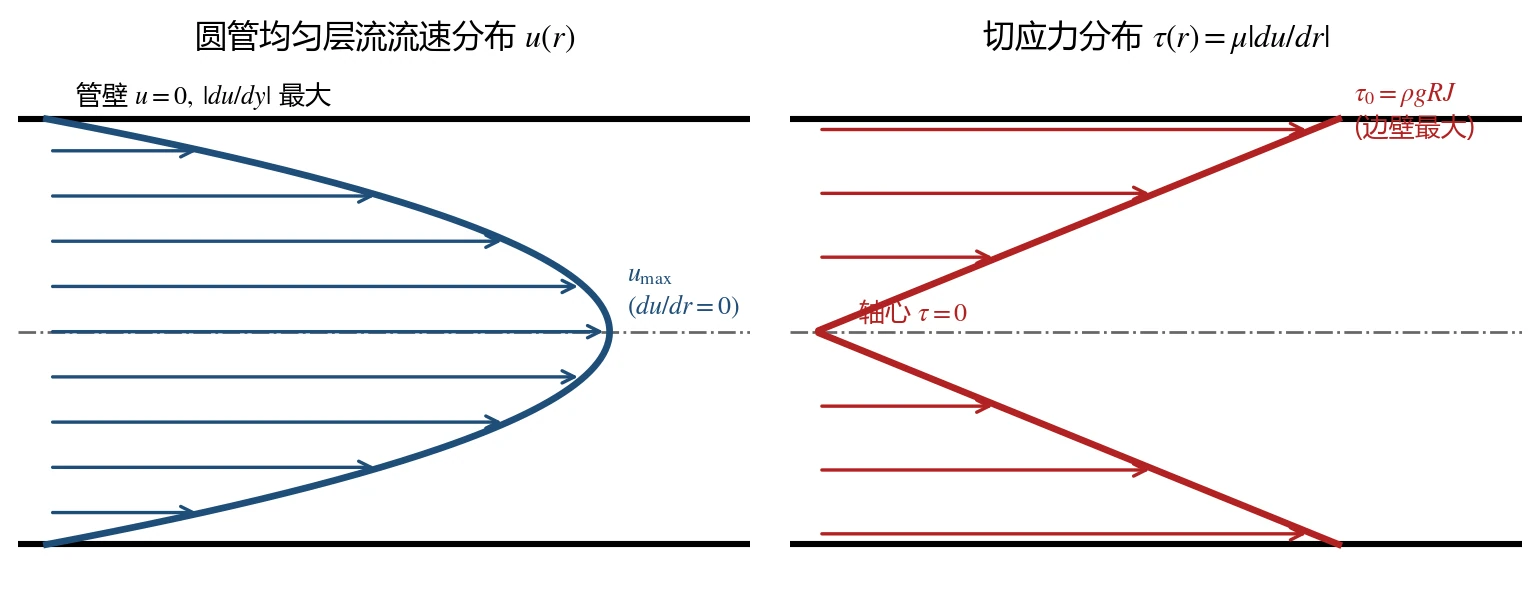 圆管均匀层流流速分布 u(r)
管壁 u=0, |du/dy| 最大
u_max
(du/dr=0)
切应力分布 τ(r)=μ|du/dr|
τ₀=ρgRJ
(边壁最大)
轴心 τ=0